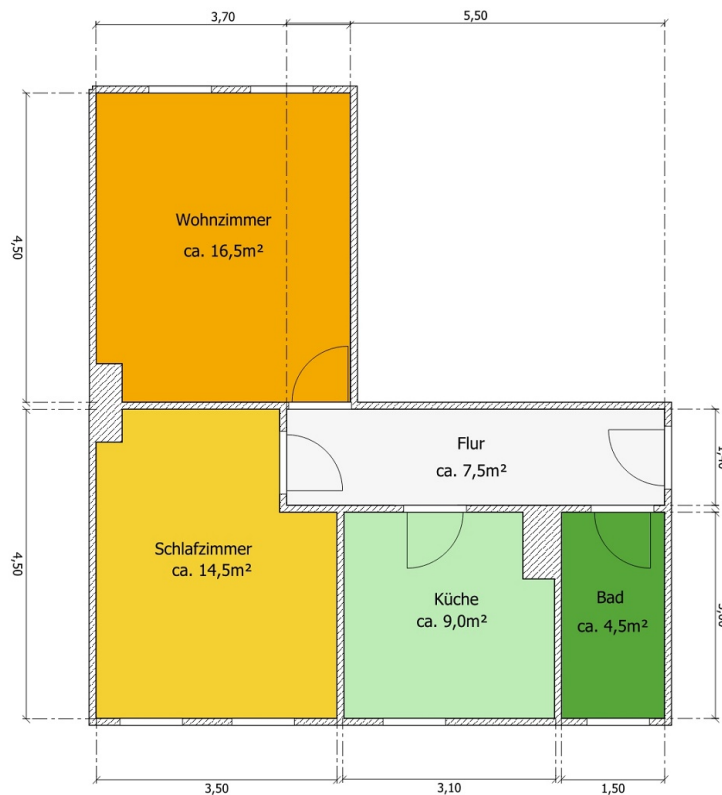 3,70
5,50
4,50
Wohnzimmer
ca. 16,5m²
Flur
ca. 7,5m²
4,50
Schlafzimmer
ca. 14,5m²
Küche
ca. 9,0m²
Bad
ca. 4,5m²
3,50
3,10
1,50